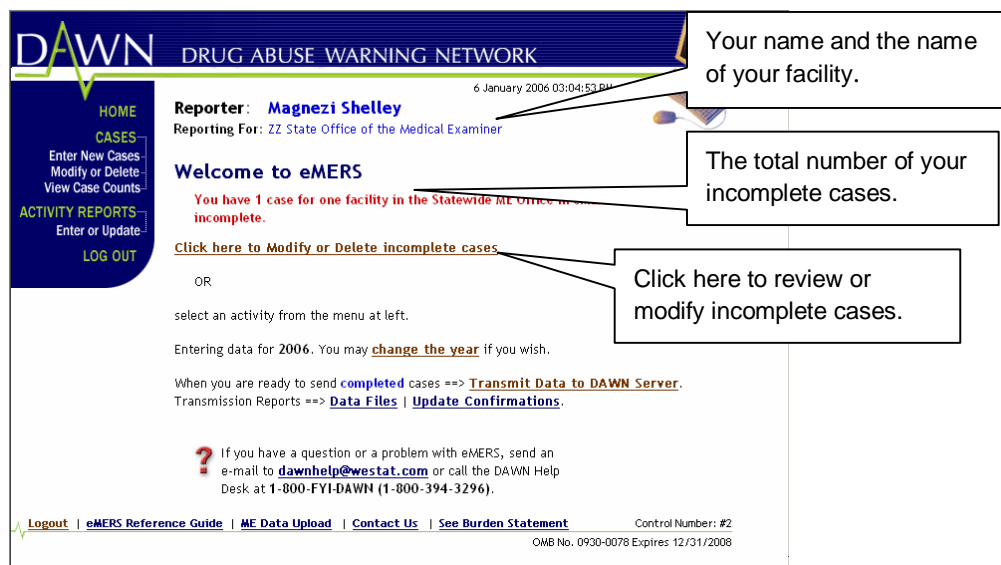 DAWN
DRUG ABUSE WARNING NETWORK
6 January 2006 03:04:53 PM
Your name and the name
of your facility.
HOME
CASES
Enter New Cases
Modify or Delete
View Case Counts
ACTIVITY REPORTS
Enter or Update
LOG OUT
Reporter: Magnezi Shelley
Reporting For: ZZ State Office of the Medical Examiner
Welcome to eMERS
You have 1 case for one facility in the Statewide ME Office
incomplete.
The total number of your
incomplete cases.
Click here to Modify or Delete incomplete cases
Click here to review or
modify incomplete cases.
OR
select an activity from the menu at left.
Entering data for 2006. You may change the year if you wish.
When you are ready to send completed cases ==> Transmit Data to DAWN Server.
Transmission Reports ==> Data Files | Update Confirmations.
? If you have a question or a problem with eMERS, send an
e-mail to dawnhelp@westat.com or call the DAWN Help
Desk at 1-800-FYI-DAWN (1-800-394-3296).
Logout | eMERS Reference Guide | ME Data Upload | Contact Us | See Burden Statement Control Number: #2
OMB No. 0930-0078 Expires 12/31/2008